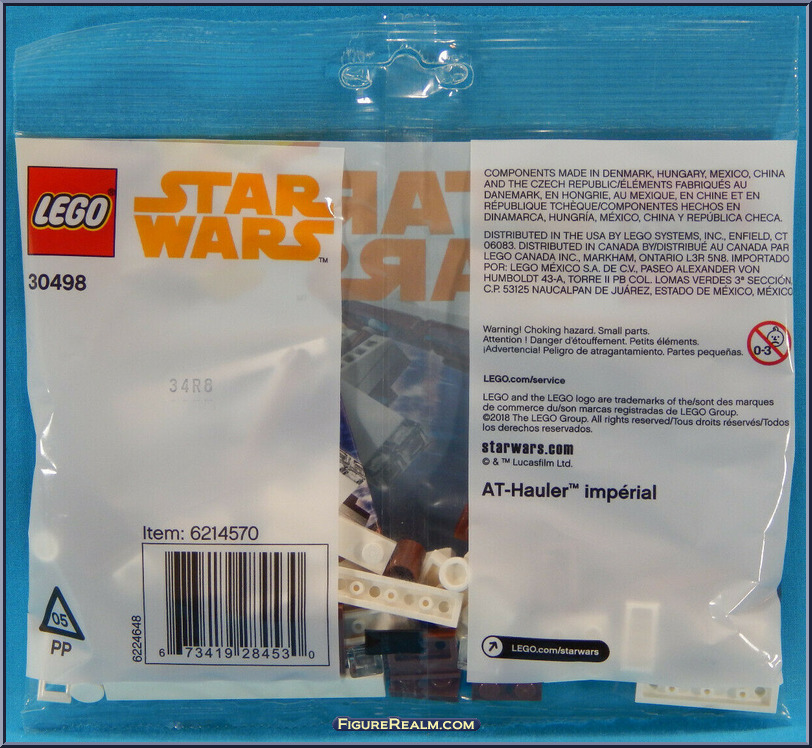 LEGO
STAR
WARS™
30498
34R8
Item: 6214570
6224648
6 73419 28453 0
05
PP
COMPONENTS MADE IN DENMARK, HUNGARY, MEXICO, CHINA
AND THE CZECH REPUBLIC/ÉLÉMENTS FABRIQUÉS AU
DANEMARK, EN HONGRIE, AU MEXIQUE, EN CHINE ET EN
RÉPUBLIQUE TCHÈQUE/COMPONENTES HECHOS EN
DINAMARCA, HUNGRÍA, MÉXICO, CHINA Y REPÚBLICA CHECA.
DISTRIBUTED IN THE USA BY LEGO SYSTEMS, INC., ENFIELD, CT
06083. DISTRIBUTED IN CANADA BY/DISTRIBUÉ AU CANADA PAR
LEGO CANADA INC., MARKHAM, ONTARIO L3R 5N8. IMPORTADO
POR: LEGO MÉXICO S.A. DE C.V., PASEO ALEXANDER VON
HUMBOLDT 43-A, TORRE II PB COL. LOMAS VERDES 3ª SECCIÓN,
C.P. 53125 NAUCALPAN DE JUÁREZ, ESTADO DE MÉXICO, MÉXICO
Warning! Choking hazard. Small parts.
Attention ! Danger d'étouffement. Petits éléments.
¡Advertencia! Peligro de atragantamiento. Partes pequeñas.
0-3
LEGO.com/service
LEGO and the LEGO logo are trademarks of the/sont des marques
de commerce du/son marcas registradas de LEGO Group.
©2018 The LEGO Group. All rights reserved/Tous droits réservés/Todos
los derechos reservados.
starwars.com
© & ™ Lucasfilm Ltd.
AT-Hauler™ impérial
LEGO.com/starwars
FIGUREREALM.COM